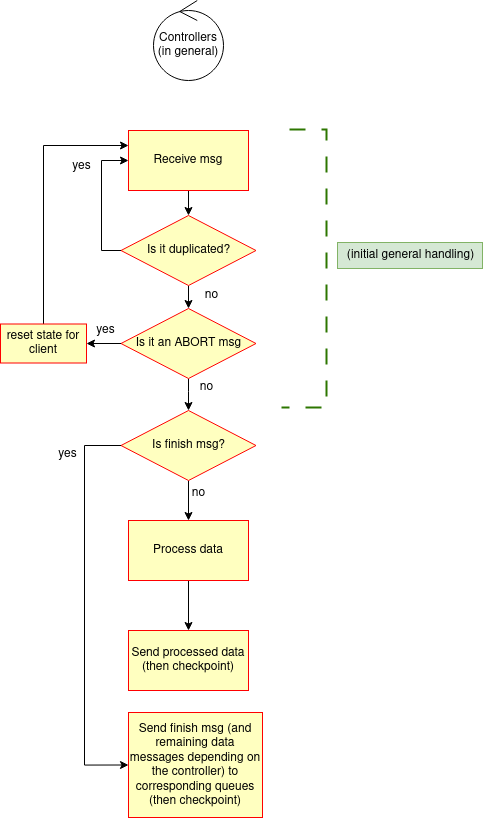 Controllers
(in general)
Receive msg
yes
Is it duplicated?
(initial general handling)
no
yes
reset state for
client
Is it an ABORT msg
no
Is finish msg?
yes
no
Process data
Send processed data
(then checkpoint)
Send finish msg (and
remaining data
messages depending on
the controller) to
corresponding queues
(then checkpoint)